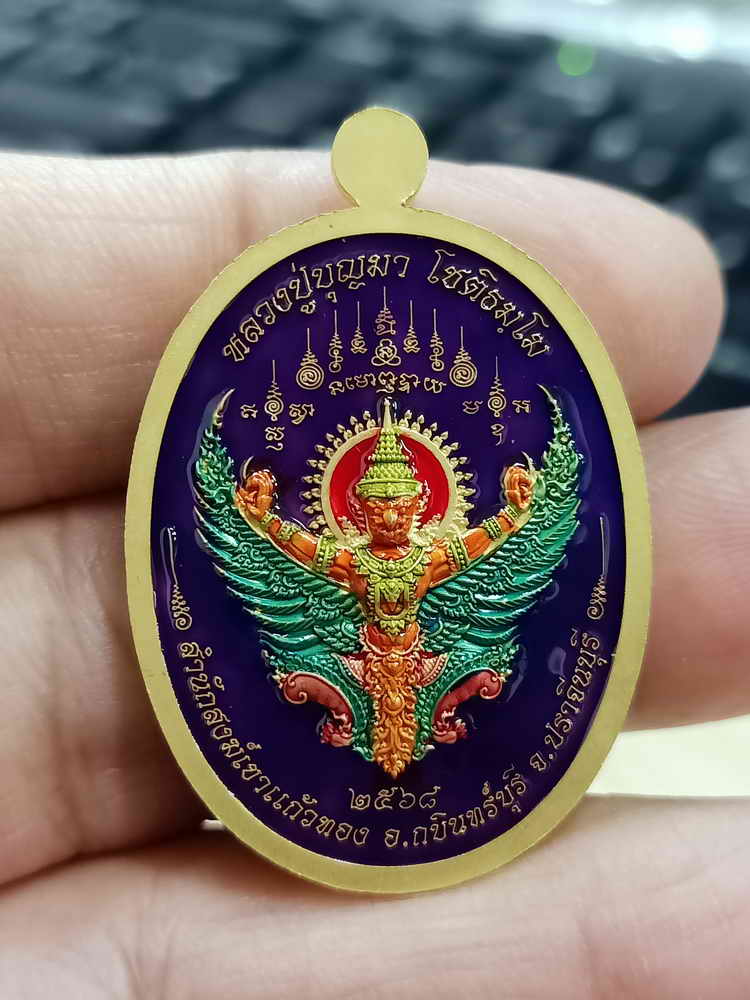 หลวงปู่บุญมา โชติธมฺโม
สำนักสงฆ์เขาแก้วทอง อ.กบินทร์บุรี จ.ปราจีนบุรี
๒๕๖๘